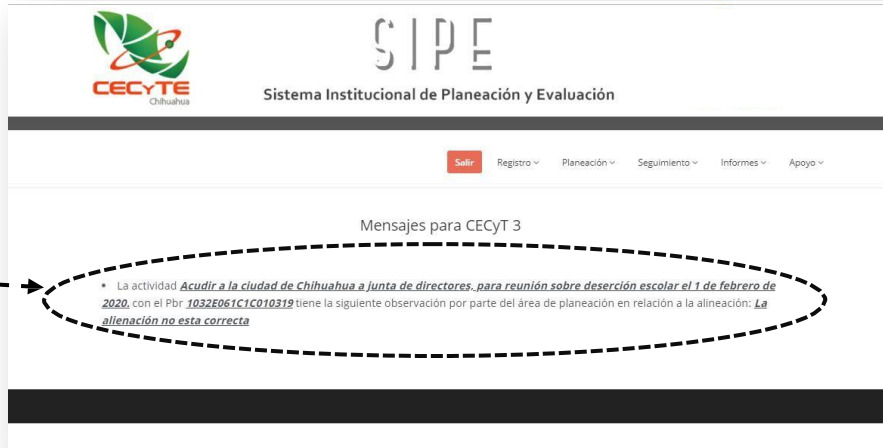 CECyTE
Chihuahua
SIPE
Sistema Institucional de Planeación y Evaluación
Salir Registro Planeación Seguimiento Informes Apoyo
Mensajes para CECyT 3
• La actividad Acudir a la ciudad de Chihuahua a junta de directores, para reunión sobre deserción escolar el 1 de febrero de
2020, con el Pbr 1032E061C1C010319 tiene la siguiente observación por parte del área de planeación en relación a la alineación: La
alienación no esta correcta